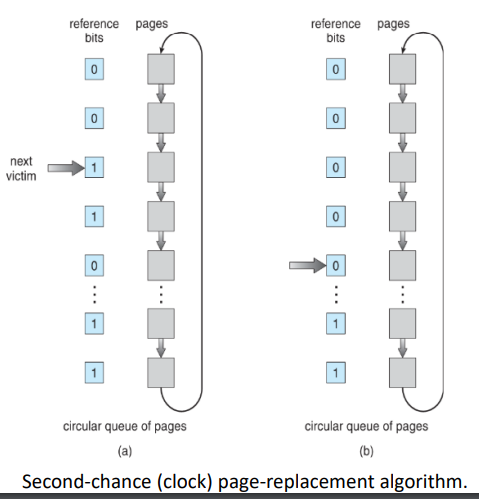 reference pages
bits
0
0
next
victim
1
1
0
1
1
circular queue of pages
(a)
reference pages
bits
0
0
0
0
0
1
1
circular queue of pages
(b)
Second-chance (clock) page-replacement algorithm.